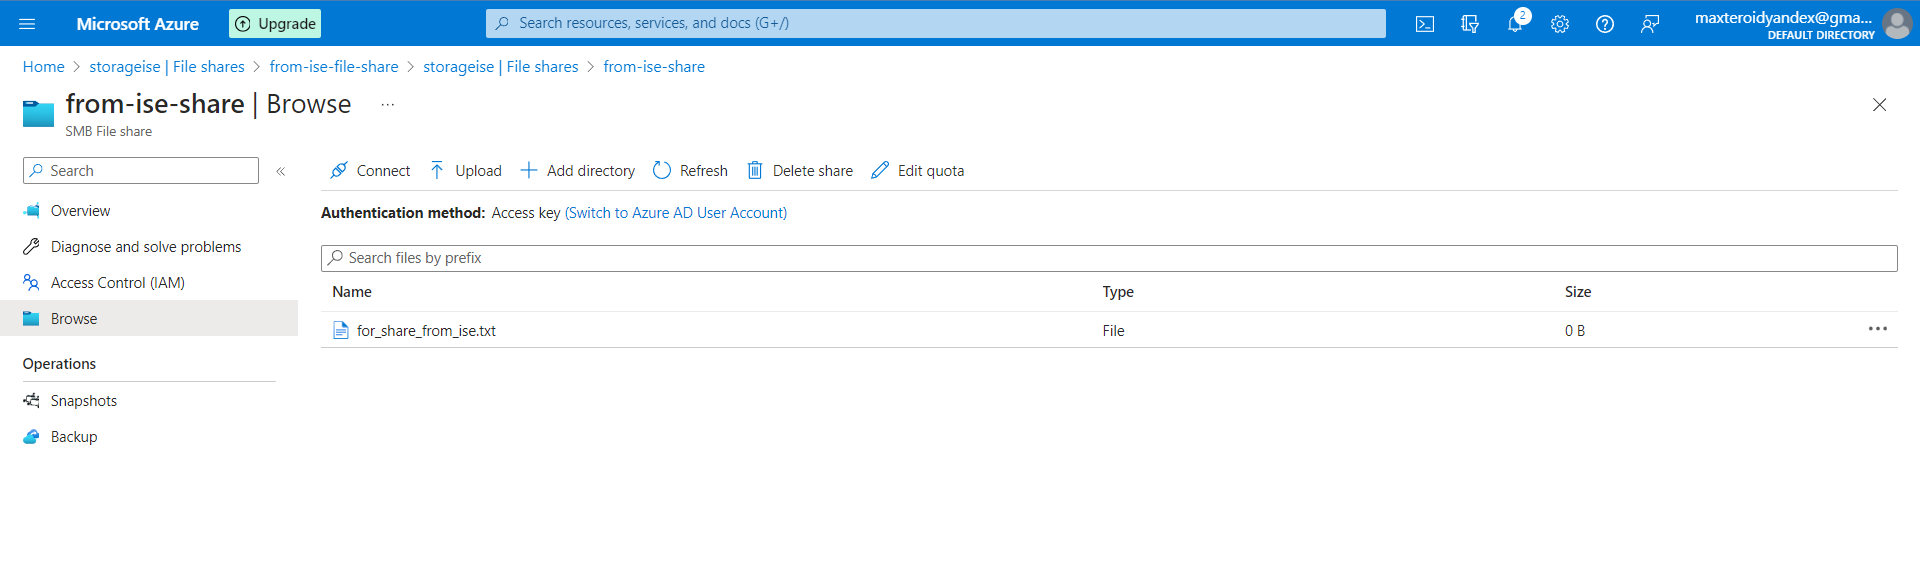 Microsoft Azure Upgrade Search resources, services, and docs (G+/) 2 maxteroidyandex@gma...
DEFAULT DIRECTORY
Home > storageise | File shares > from-ise-file-share > storageise | File shares > from-ise-share
from-ise-share | Browse ...
SMB File share
Search «
Connect Upload Add directory Refresh Delete share Edit quota
Overview
Diagnose and solve problems
Access Control (IAM)
Browse
Operations
Snapshots
Backup
Authentication method: Access key (Switch to Azure AD User Account)
Search files by prefix
Name Type Size
for_share_from_ise.txt File 0 B ...